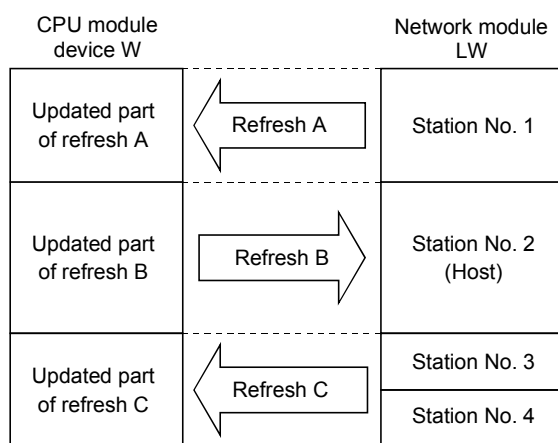 CPU module
device W
Network module
LW
Updated part
of refresh A
Refresh A
Station No. 1
Updated part
of refresh B
Refresh B
Station No. 2
(Host)
Updated part
of refresh C
Refresh C
Station No. 3
Station No. 4